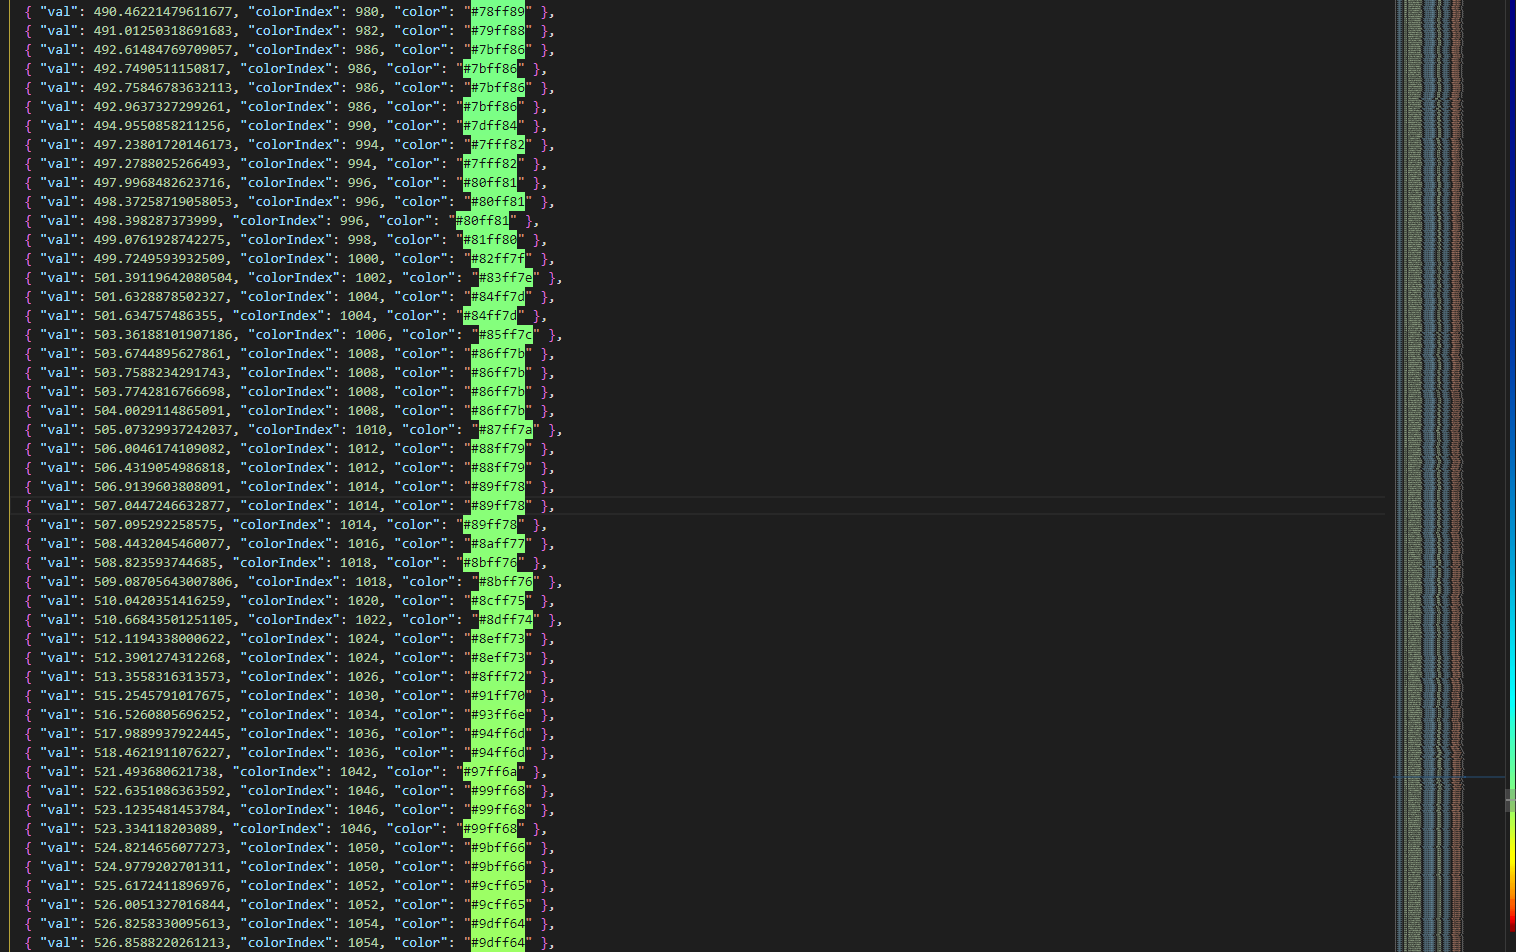 { "val": 490.46221479611677, "colorIndex": 980, "color": "#78ff89" },
{ "val": 491.01250318691683, "colorIndex": 982, "color": "#79ff88" },
{ "val": 492.61484769709057, "colorIndex": 986, "color": "#7bff86" },
{ "val": 492.7490511150817, "colorIndex": 986, "color": "#7bff86" },
{ "val": 492.75846783632113, "colorIndex": 986, "color": "#7bff86" },
{ "val": 492.9637327299261, "colorIndex": 986, "color": "#7bff86" },
{ "val": 494.9550858211256, "colorIndex": 990, "color": "#7dff84" },
{ "val": 497.23801720146173, "colorIndex": 994, "color": "#7fff82" },
{ "val": 497.2788025266493, "colorIndex": 994, "color": "#7fff82" },
{ "val": 497.9968482623716, "colorIndex": 996, "color": "#80ff81" },
{ "val": 498.37258719058053, "colorIndex": 996, "color": "#80ff81" },
{ "val": 498.398287373999, "colorIndex": 996, "color": "#80ff81" },
{ "val": 499.0761928742275, "colorIndex": 998, "color": "#81ff80" },
{ "val": 499.7249593932509, "colorIndex": 1000, "color": "#82ff7f" },
{ "val": 501.39119642080504, "colorIndex": 1002, "color": "#83ff7e" },
{ "val": 501.6328878502327, "colorIndex": 1004, "color": "#84ff7d" },
{ "val": 501.634757486355, "colorIndex": 1004, "color": "#84ff7d" },
{ "val": 503.36188101907186, "colorIndex": 1006, "color": "#85ff7c" },
{ "val": 503.6744895627861, "colorIndex": 1008, "color": "#86ff7b" },
{ "val": 503.7588234291743, "colorIndex": 1008, "color": "#86ff7b" },
{ "val": 503.7742816766698, "colorIndex": 1008, "color": "#86ff7b" },
{ "val": 504.0029114865091, "colorIndex": 1008, "color": "#86ff7b" },
{ "val": 505.07329937242037, "colorIndex": 1010, "color": "#87ff7a" },
{ "val": 506.0046174109082, "colorIndex": 1012, "color": "#88ff79" },
{ "val": 506.4319054986818, "colorIndex": 1012, "color": "#88ff79" },
{ "val": 506.9139603808091, "colorIndex": 1014, "color": "#89ff78" },
{ "val": 507.0447246632877, "colorIndex": 1014, "color": "#89ff78" },
{ "val": 507.095292258575, "colorIndex": 1014, "color": "#89ff78" },
{ "val": 508.4432045460077, "colorIndex": 1016, "color": "#8aff77" },
{ "val": 508.823593744685, "colorIndex": 1018, "color": "#8bff76" },
{ "val": 509.08705643007806, "colorIndex": 1018, "color": "#8bff76" },
{ "val": 510.0420351416259, "colorIndex": 1020, "color": "#8cff75" },
{ "val": 510.66843501251105, "colorIndex": 1022, "color": "#8dff74" },
{ "val": 512.1194338000622, "colorIndex": 1024, "color": "#8eff73" },
{ "val": 512.3901274312268, "colorIndex": 1024, "color": "#8eff73" },
{ "val": 513.3558316313573, "colorIndex": 1026, "color": "#8fff72" },
{ "val": 515.2545791017675, "colorIndex": 1030, "color": "#91ff70" },
{ "val": 516.5260805696252, "colorIndex": 1034, "color": "#93ff6e" },
{ "val": 517.9889937922445, "colorIndex": 1036, "color": "#94ff6d" },
{ "val": 518.4621911076227, "colorIndex": 1036, "color": "#94ff6d" },
{ "val": 521.493680621738, "colorIndex": 1042, "color": "#97ff6a" },
{ "val": 522.6351086363592, "colorIndex": 1046, "color": "#99ff68" },
{ "val": 523.1235481453784, "colorIndex": 1046, "color": "#99ff68" },
{ "val": 523.334118203089, "colorIndex": 1046, "color": "#99ff68" },
{ "val": 524.8214656077273, "colorIndex": 1050, "color": "#9bff66" },
{ "val": 524.9779202701311, "colorIndex": 1050, "color": "#9bff66" },
{ "val": 525.6172411896976, "colorIndex": 1052, "color": "#9cff65" },
{ "val": 526.0051327016844, "colorIndex": 1052, "color": "#9cff65" },
{ "val": 526.8258330095613, "colorIndex": 1054, "color": "#9dff64" },
{ "val": 526.8588220261213, "colorIndex": 1054, "color": "#9dff64" },